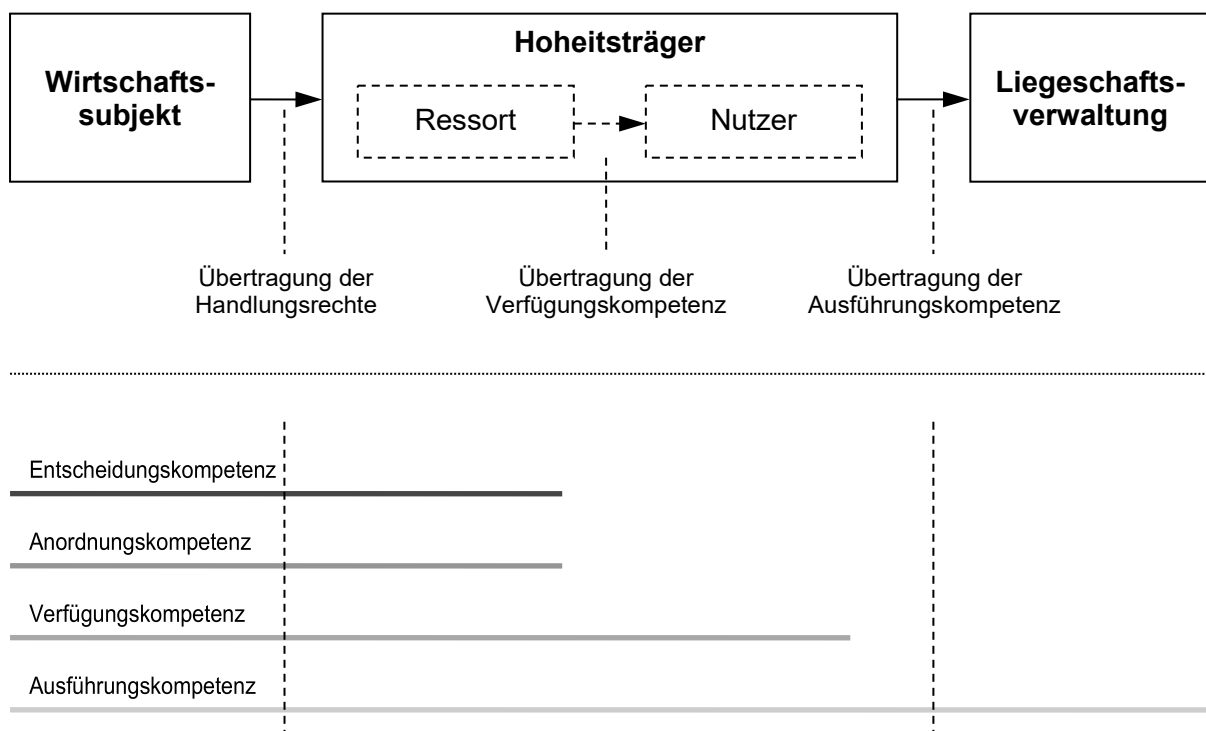 Wirtschafts-
subjekt
Hoheitsträger
Ressort
Nutzer
Liegeschafts-
verwaltung
Übertragung der
Handlungsrechte
Übertragung der
Verfügungskompetenz
Übertragung der
Ausführungskompetenz
Entscheidungskompetenz
Anordnungskompetenz
Verfügungskompetenz
Ausführungskompetenz